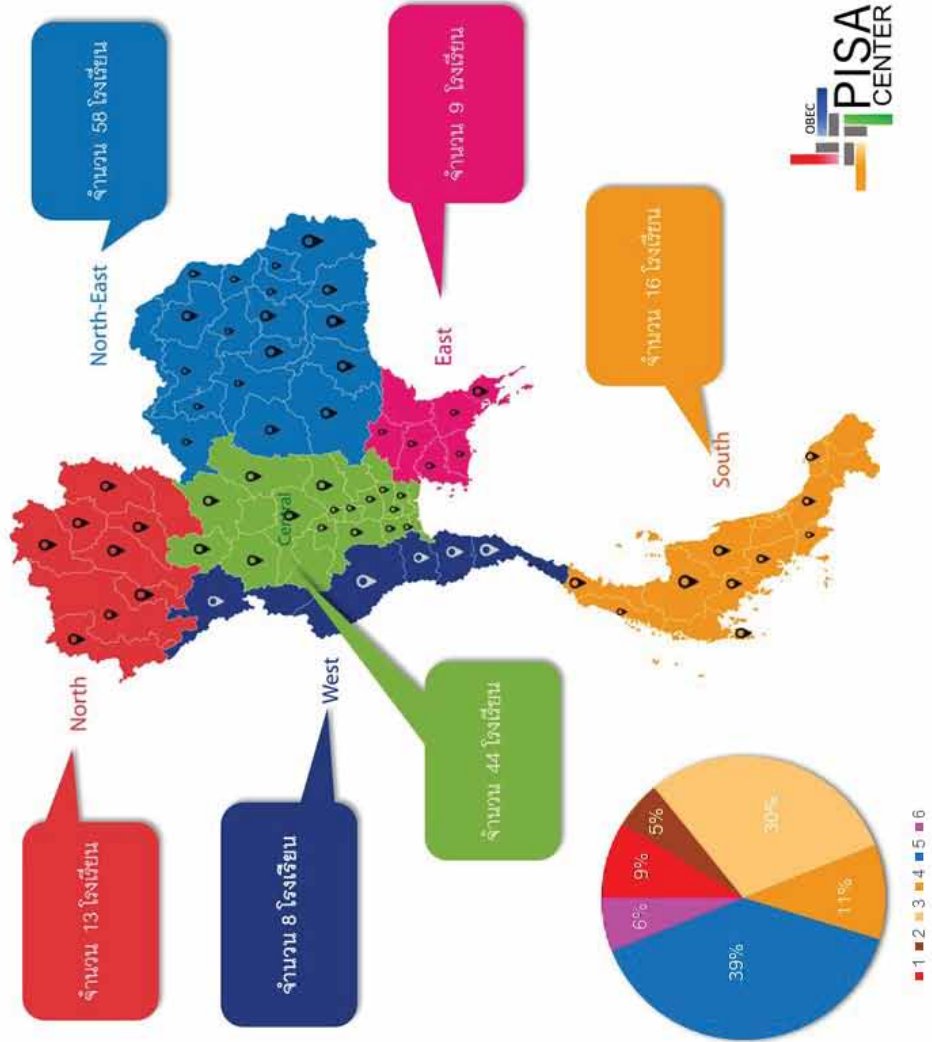 จำนวน 13 โรงเรียน
North
จำนวน 58 โรงเรียน
North-East
จำนวน 8 โรงเรียน
West
Central
จำนวน 44 โรงเรียน
จำนวน 9 โรงเรียน
East
จำนวน 16 โรงเรียน
South
9%
5%
30%
11%
39%
6%
1 2 3 4 5 6
OBEC
PISA
CENTER